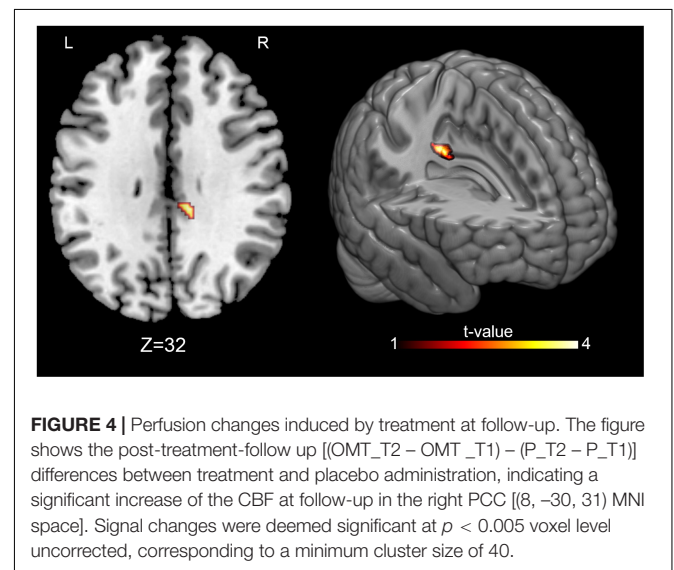 L R
Z=32
t-value
1 4
FIGURE 4 | Perfusion changes induced by treatment at follow-up. The figure
shows the post-treatment-follow up [(OMT_T2 – OMT _T1) – (P_T2 – P_T1)]
differences between treatment and placebo administration, indicating a
significant increase of the CBF at follow-up in the right PCC [(8, –30, 31) MNI
space]. Signal changes were deemed significant at p < 0.005 voxel level
uncorrected, corresponding to a minimum cluster size of 40.